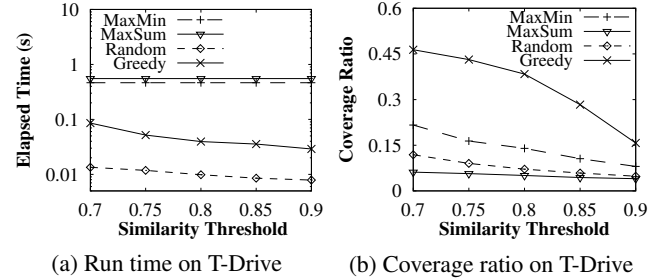 MaxMin
MaxSum
Random
Greedy
Elapsed Time (s)
10
1
0.1
0.01
0.7 0.75 0.8 0.85 0.9
Similarity Threshold
(a) Run time on T-Drive
MaxMin
MaxSum
Random
Greedy
Coverage Ratio
0.6
0.45
0.3
0.15
0
0.7 0.75 0.8 0.85 0.9
Similarity Threshold
(b) Coverage ratio on T-Drive